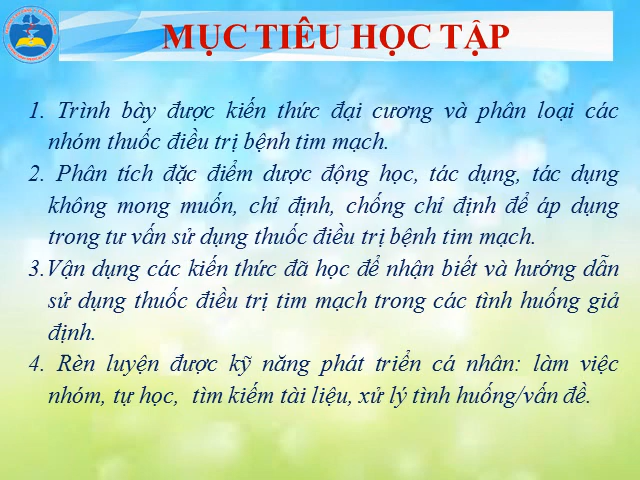 MỤC TIÊU HỌC TẬP
1. Trình bày được kiến thức đại cương và phân loại các
nhóm thuốc điều trị bệnh tim mạch.
2. Phân tích đặc điểm dược động học, tác dụng, tác dụng
không mong muốn, chỉ định, chống chỉ định để áp dụng
trong tư vấn sử dụng thuốc điều trị bệnh tim mạch.
3.Vận dụng các kiến thức đã học để nhận biết và hướng dẫn
sử dụng thuốc điều trị tim mạch trong các tình huống giả
định.
4. Rèn luyện được kỹ năng phát triển cá nhân: làm việc
nhóm, tự học, tìm kiếm tài liệu, xử lý tình huống/vấn đề.